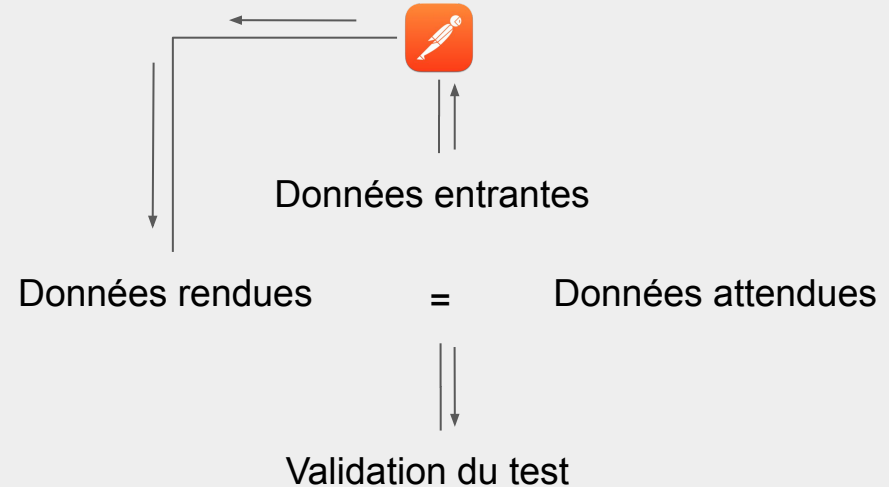 Données entrantes
Données rendues = Données attendues
Validation du test